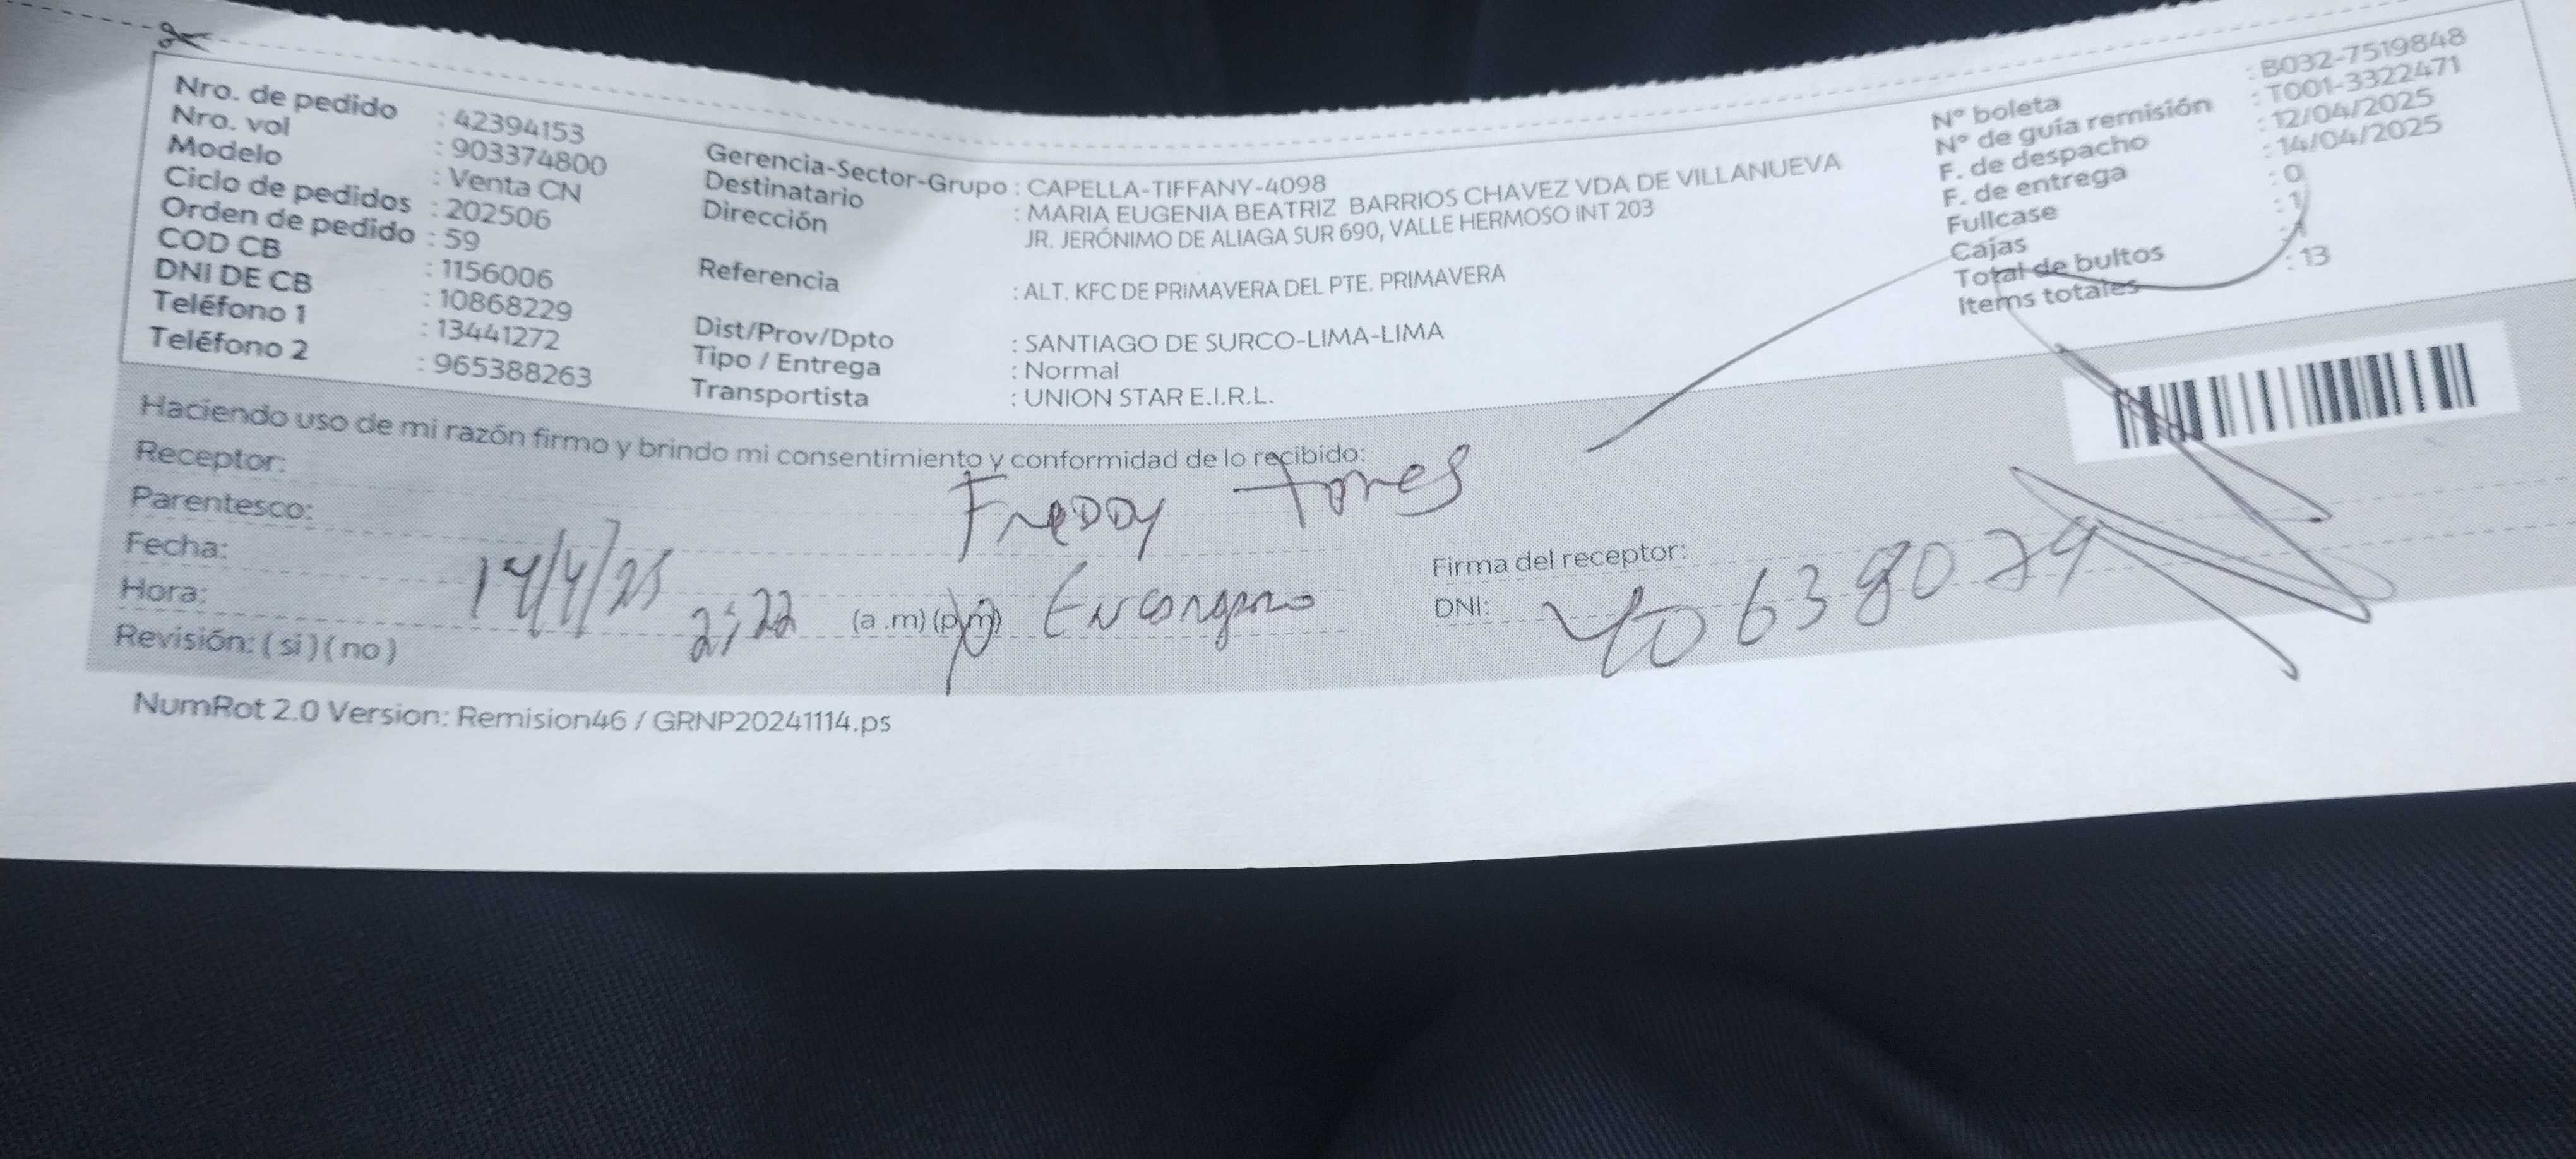 Nro. de pedido : 42394153
Nro. vol : 903374800
Modelo : Venta CN
Ciclo de pedidos : 202506
Orden de pedido : 59
COD CB : 1156006
DNI DE CB : 10868229
Teléfono 1 : 13441272
Teléfono 2 : 965388263
Gerencia-Sector-Grupo : CAPELLA-TIFFANY-4098
Destinatario : MARIA EUGENIA BEATRIZ BARRIOS CHAVEZ VDA DE VILLANUEVA
Dirección JR. JERÓNIMO DE ALIAGA SUR 690, VALLE HERMOSO INT 203
Referencia : ALT. KFC DE PRIMAVERA DEL PTE. PRIMAVERA
Dist/Prov/Dpto : SANTIAGO DE SURCO-LIMA-LIMA
Tipo / Entrega : Normal
Transportista : UNION STAR E.I.R.L.
N° boleta : B032-7519848
N° de guía remisión : T001-3322471
F. de despacho : 12/04/2025
F. de entrega : 14/04/2025
Fullcase : 0
Cajas : 1
Total de bultos : 1
Items totales : 13
Haciendo uso de mi razón firmo y brindo mi consentimiento y conformidad de lo recibido:
Receptor: Freddy Torres
Parentesco:
Fecha: 14/4/25
Hora: 2:22 (a .m) (p.m)
Revisión: ( si ) ( no )
Firma del receptor:
DNI: 40638079
NumRot 2.0 Version: Remision46 / GRNP20241114.ps